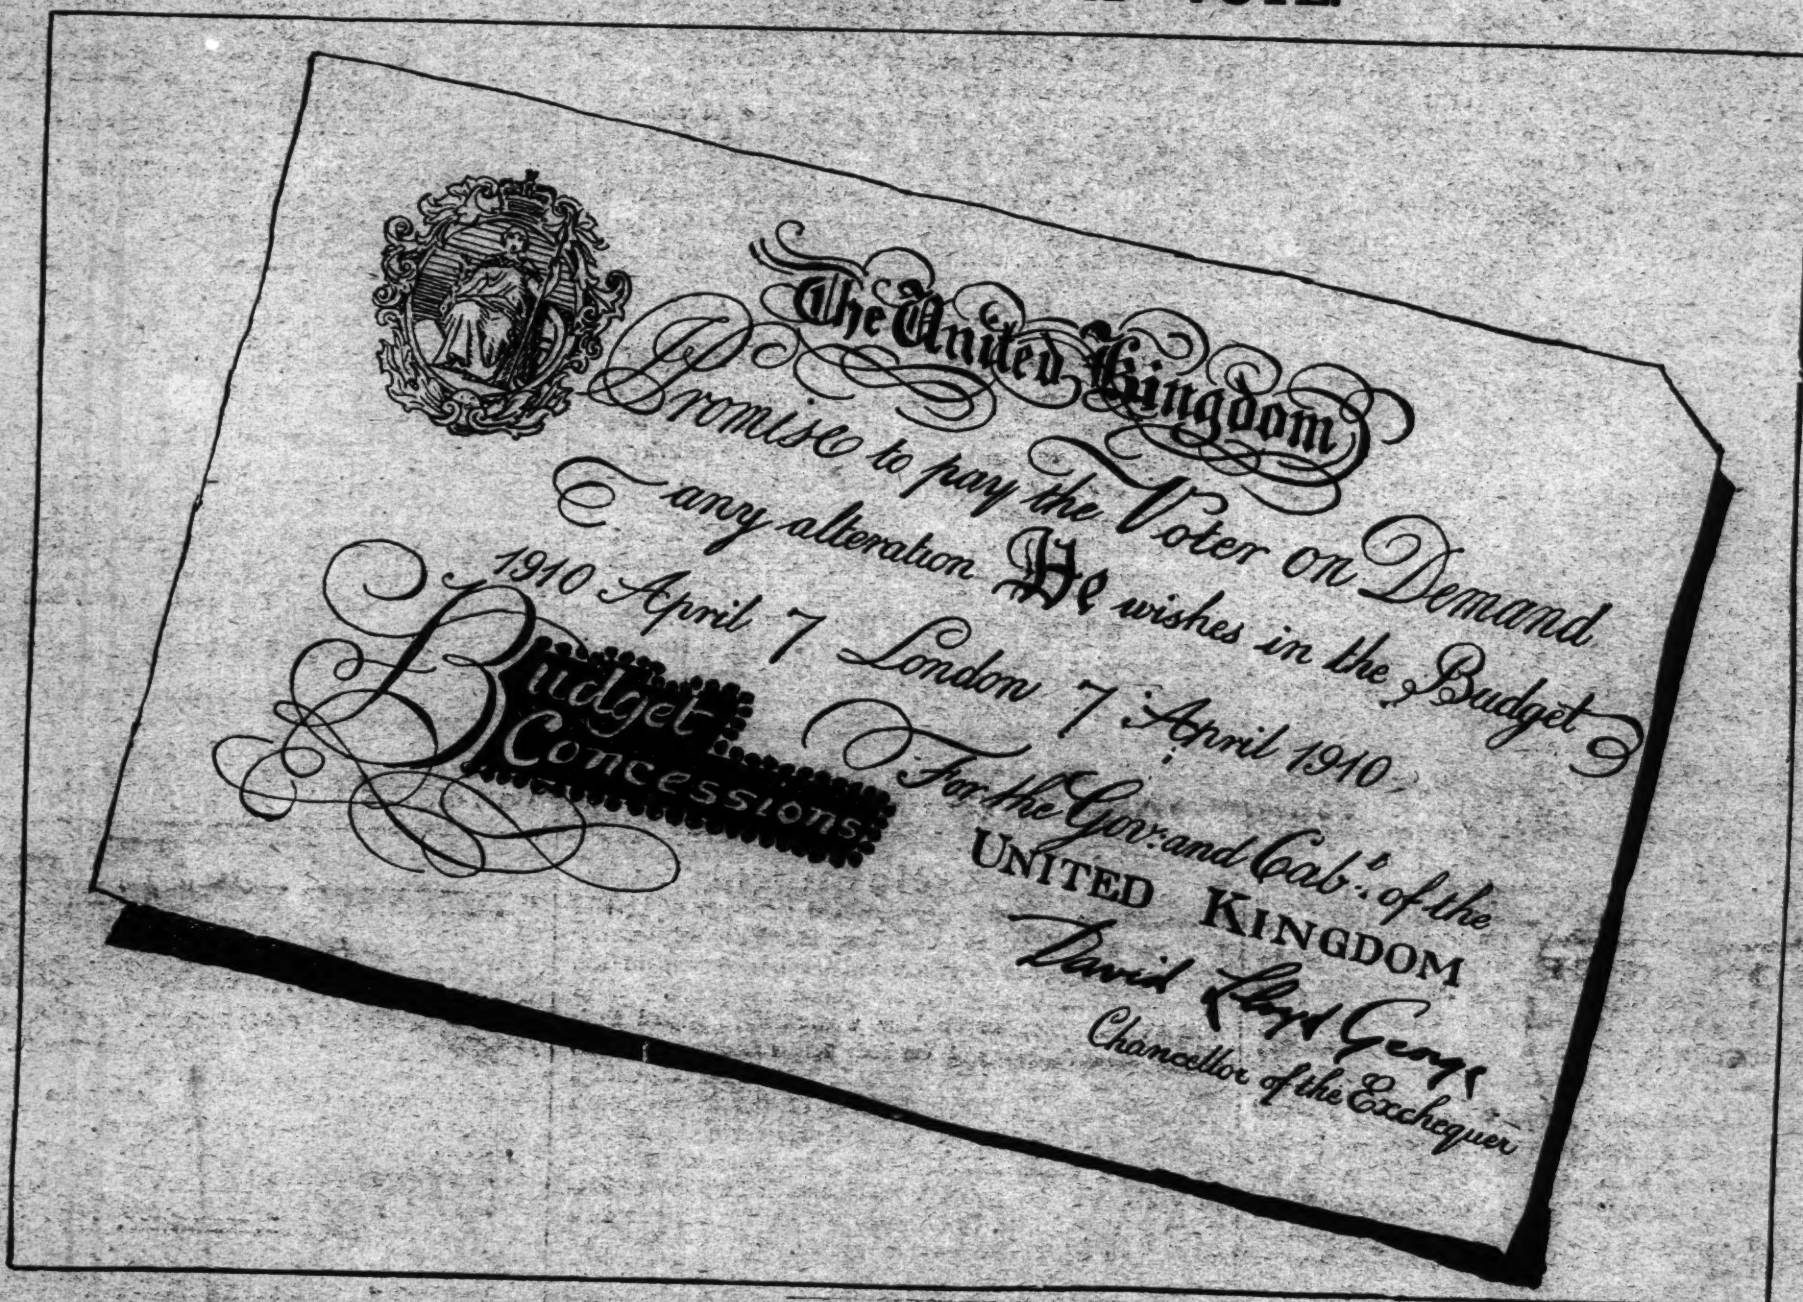 The United Kingdom
Promise to pay the Voter on Demand
any alteration He wishes in the Budget
1910 April 7 London 7 April 1910
Budget
Concessions
For the Gov: and Cab:t of the
UNITED KINGDOM
David Lloyd George
Chancellor of the Exchequer